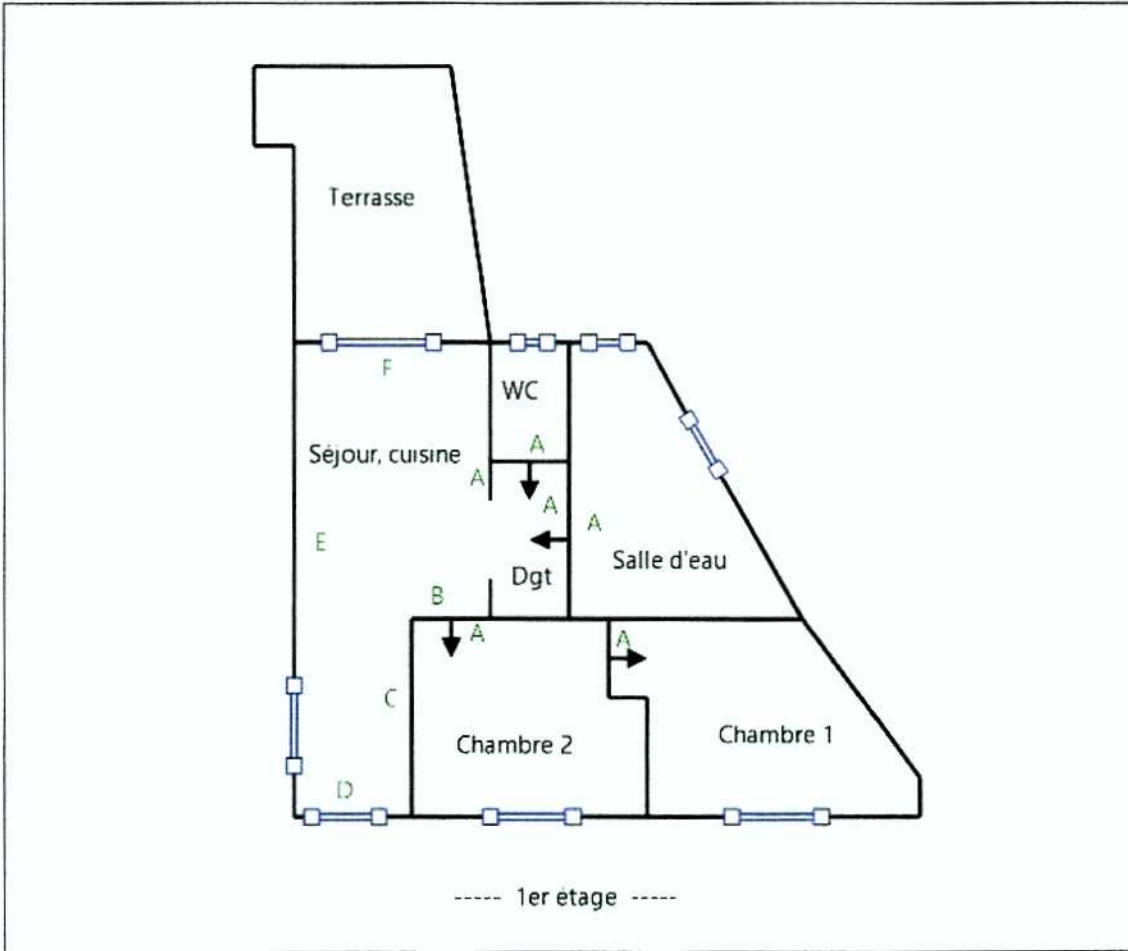 Terrasse
F
WC
Séjour, cuisine
A
A
A
A
E
Salle d'eau
Dgt
B
A
A
C
Chambre 2
Chambre 1
D
----- 1er étage -----